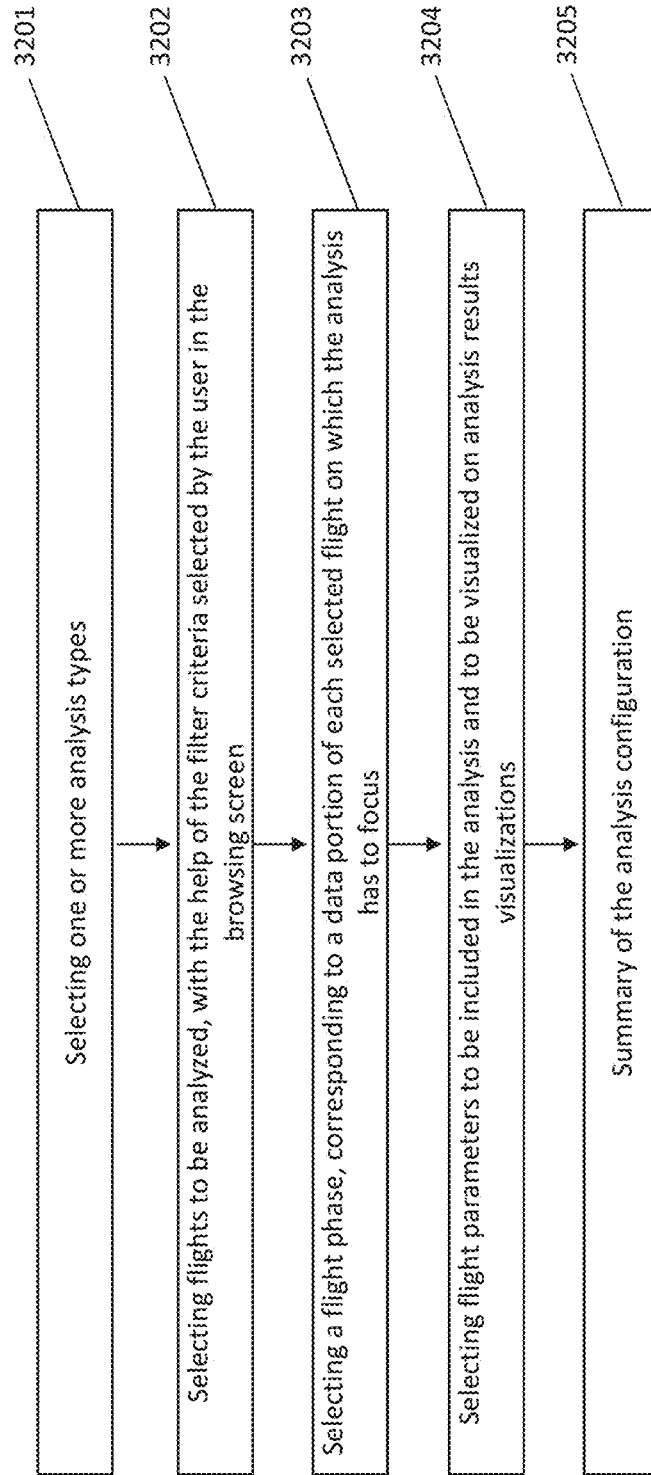 Selecting one or more analysis types
3201
Selecting flights to be analyzed, with the help of the filter criteria selected by the user in the
browsing screen
3202
Selecting a flight phase, corresponding to a data portion of each selected flight on which the analysis
has to focus
3203
Selecting flight parameters to be included in the analysis and to be visualized on analysis results
visualizations
3204
Summary of the analysis configuration
3205